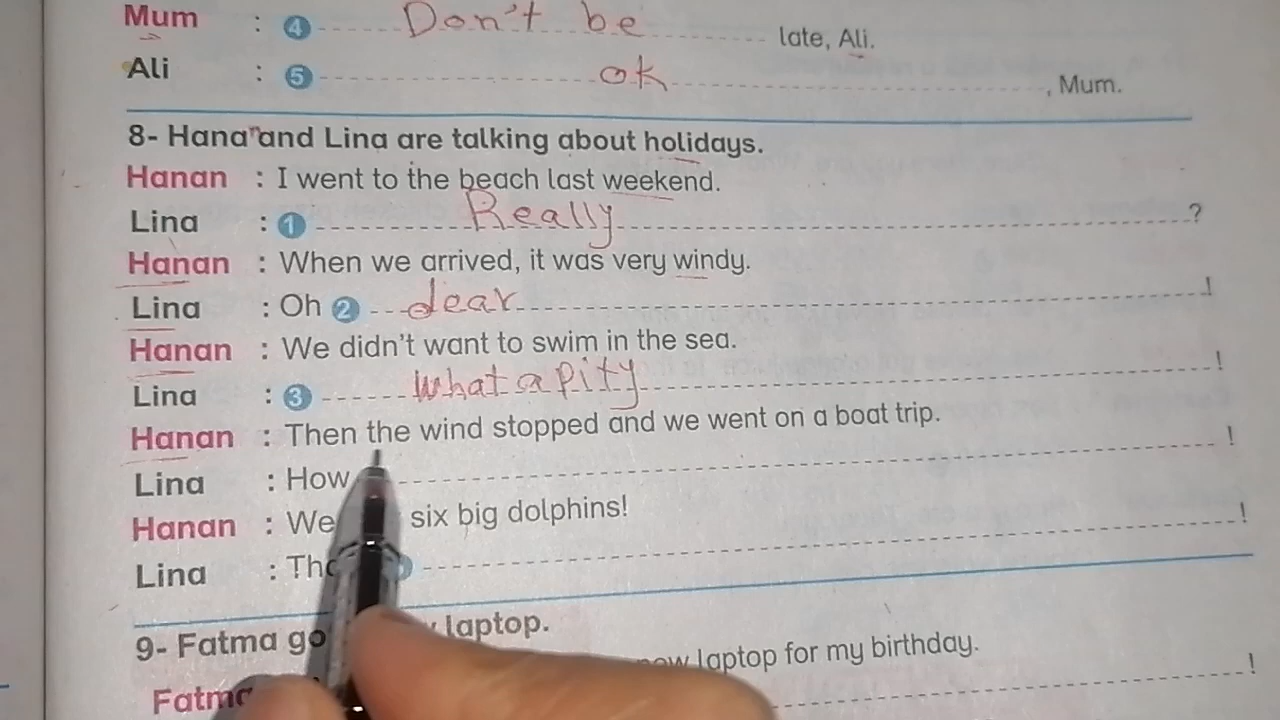 Mum : 4 Don't be late, Ali.
Ali : 5 ok , Mum.
8- Hanan and Lina are talking about holidays.
Hanan : I went to the beach last weekend.
Lina : 1 Really ?
Hanan : When we arrived, it was very windy.
Lina : Oh 2 dear !
Hanan : We didn't want to swim in the sea.
Lina : 3 What a pity !
Hanan : Then the wind stopped and we went on a boat trip.
Lina : How !
Hanan : We six big dolphins!
Lina : !
9- Fatma laptop.
Fatma laptop for my birthday.
!